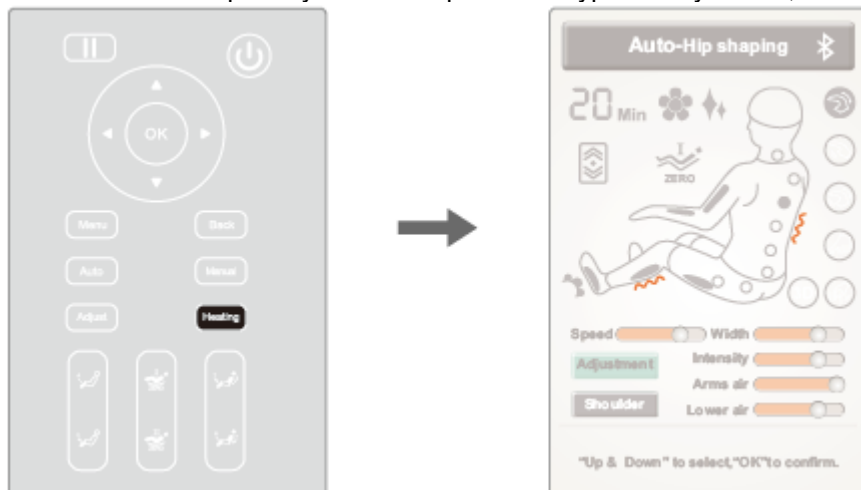 OK
Menu
Back
Auto
Manual
Adjust
Heating
Auto-Hip shaping
20 Min
I
ZERO
Speed
Width
Adjustment
Intensity
Arms air
Shoulder
Lower air
"Up & Down" to select,"OK"to confirm.